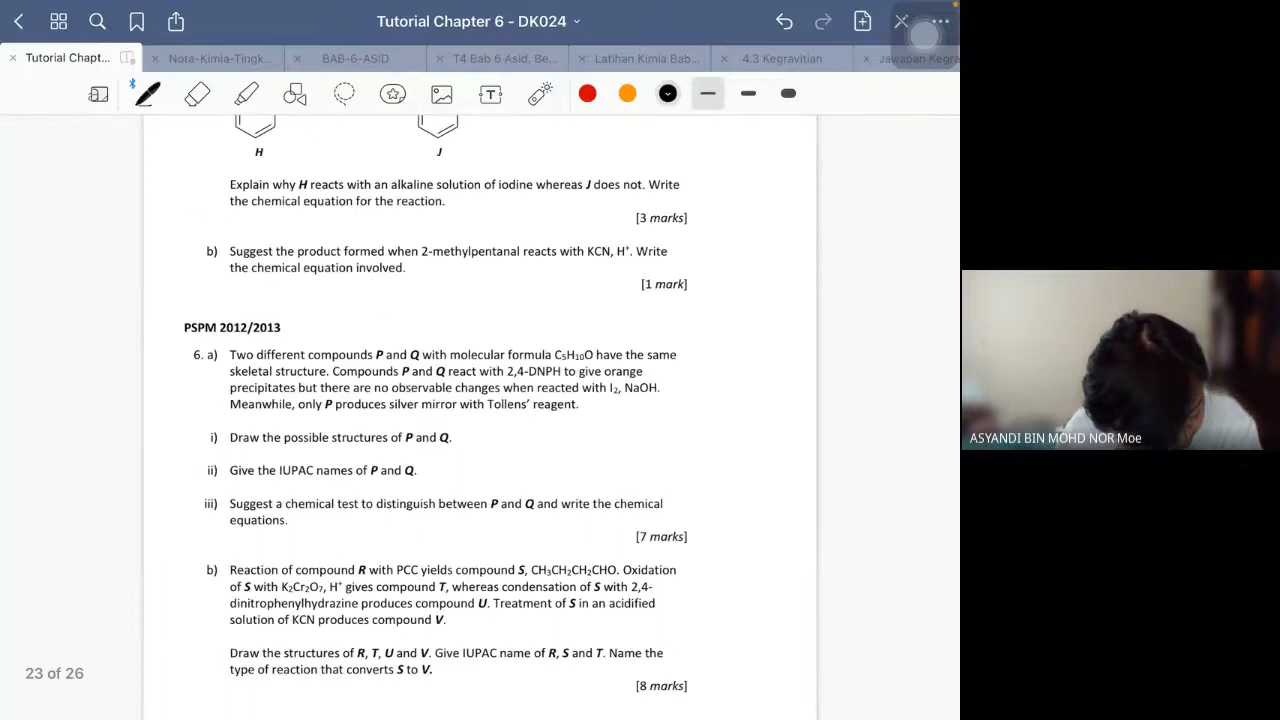 Tutorial Chapter 6 - DK024
Tutorial Chapt...
Nota-Kimia-Tingk...
BAB-6-ASID
T4 Bab 6 Asid, Be...
Latihan Kimia Bab...
4.3 Kegravitian
Jawapan Kegra
H
J
Explain why H reacts with an alkaline solution of iodine whereas J does not. Write
the chemical equation for the reaction.
[3 marks]
b) Suggest the product formed when 2-methylpentanal reacts with KCN, H⁺. Write
the chemical equation involved.
[1 mark]
PSPM 2012/2013
6. a) Two different compounds P and Q with molecular formula C₅H₁₀O have the same
skeletal structure. Compounds P and Q react with 2,4-DNPH to give orange
precipitates but there are no observable changes when reacted with I₂, NaOH.
Meanwhile, only P produces silver mirror with Tollens’ reagent.
i) Draw the possible structures of P and Q.
ii) Give the IUPAC names of P and Q.
iii) Suggest a chemical test to distinguish between P and Q and write the chemical
equations.
[7 marks]
b) Reaction of compound R with PCC yields compound S, CH₃CH₂CH₂CHO. Oxidation
of S with K₂Cr₂O₇, H⁺ gives compound T, whereas condensation of S with 2,4-
dinitrophenylhydrazine produces compound U. Treatment of S in an acidified
solution of KCN produces compound V.
Draw the structures of R, T, U and V. Give IUPAC name of R, S and T. Name the
type of reaction that converts S to V.
[8 marks]
23 of 26
ASYANDI BIN MOHD NOR Moe